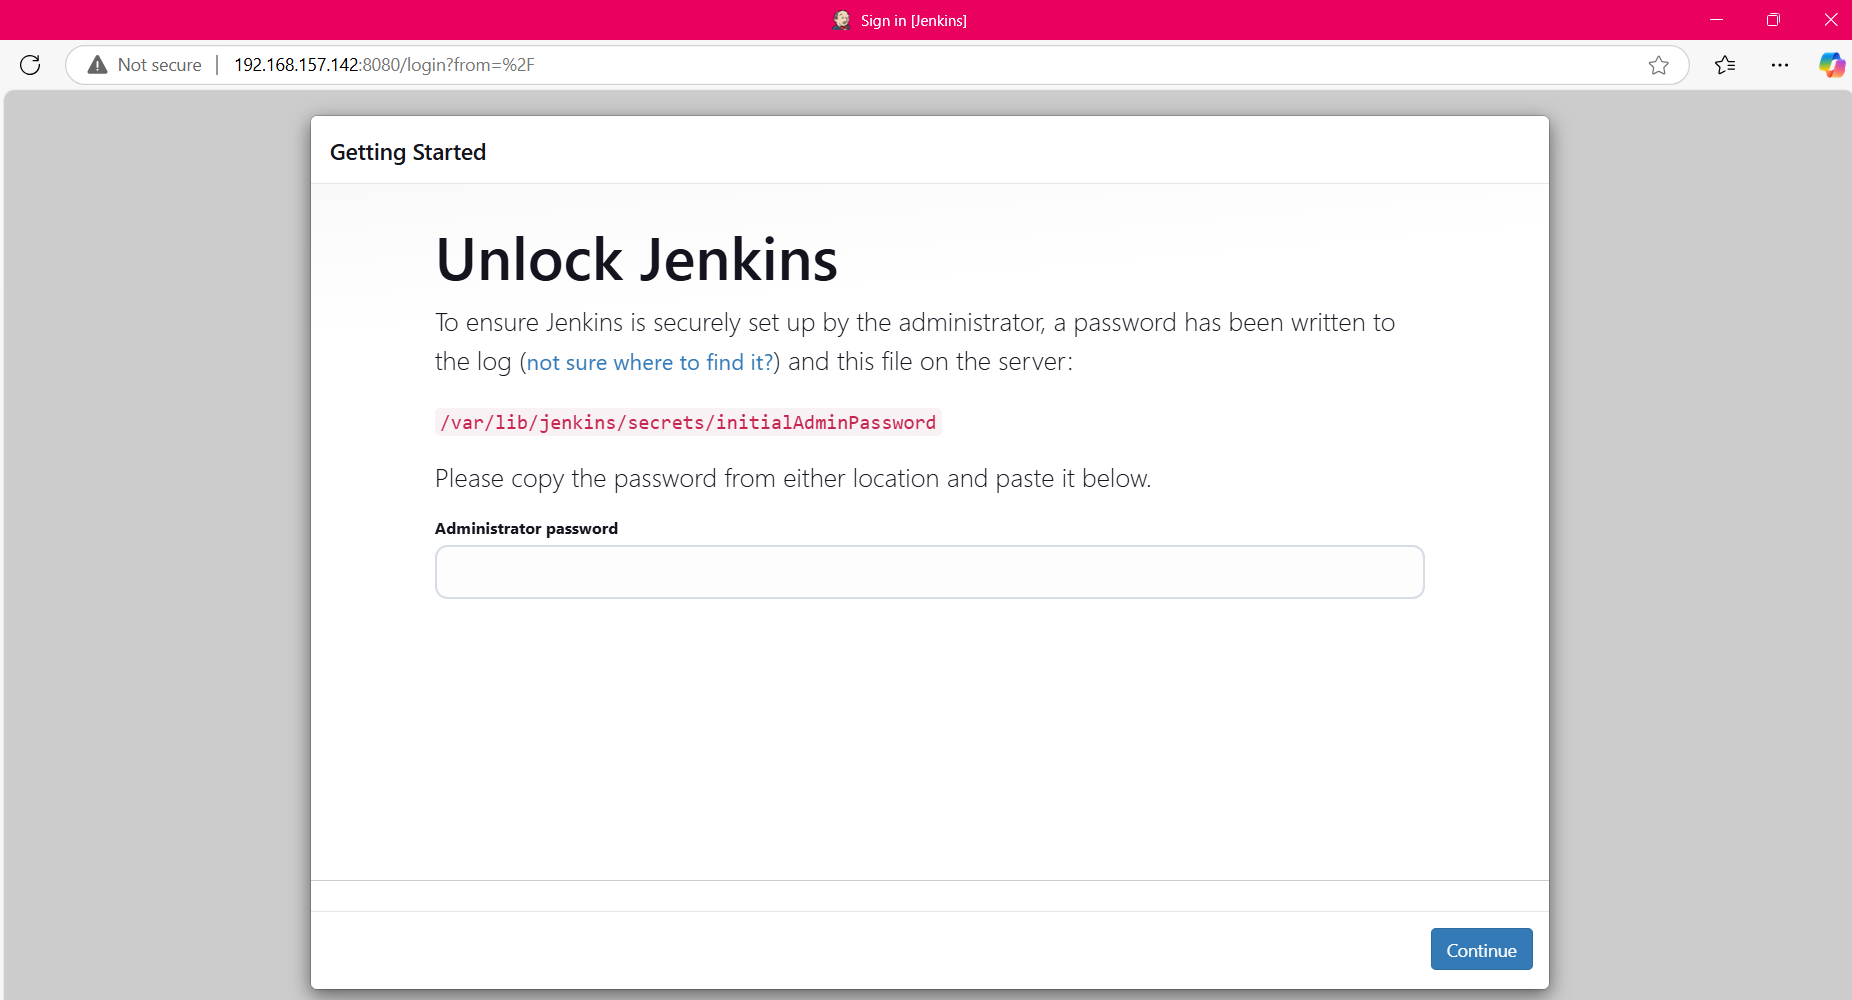 Sign in [Jenkins]
Not secure 192.168.157.142:8080/login?from=%2F
Getting Started
Unlock Jenkins
To ensure Jenkins is securely set up by the administrator, a password has been written to
the log (not sure where to find it?) and this file on the server:
/var/lib/jenkins/secrets/initialAdminPassword
Please copy the password from either location and paste it below.
Administrator password
Continue